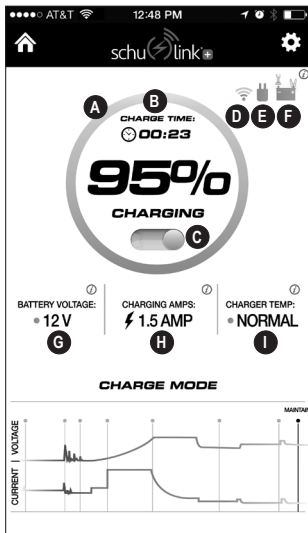 AT&T 12:48 PM
schu link+
i
A
B
D E F
CHARGE TIME:
00:23
95%
CHARGING
C
i i i
BATTERY VOLTAGE: CHARGING AMPS: CHARGER TEMP:
12 V 1.5 AMP NORMAL
G H I
CHARGE MODE
MAINTAI
CURRENT | VOLTAGE